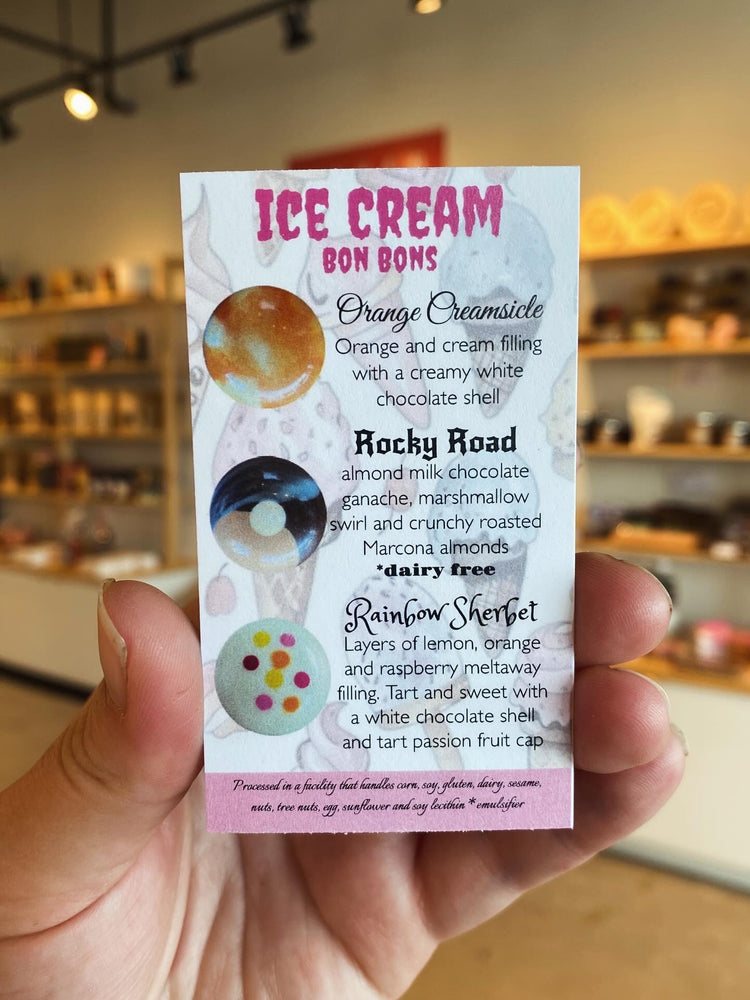 ICE CREAM
BON BONS
Orange Creamsicle
Orange and cream filling
with a creamy white
chocolate shell
Rocky Road
almond milk chocolate
ganache, marshmallow
swirl and crunchy roasted
Marcona almonds
*dairy free
Rainbow Sherbet
Layers of lemon, orange
and raspberry meltaway
filling. Tart and sweet with
a white chocolate shell
and tart passion fruit cap
Processed in a facility that handles corn, soy, gluten, dairy, sesame,
nuts, tree nuts, egg, sunflower and soy lecithin *emulsifier